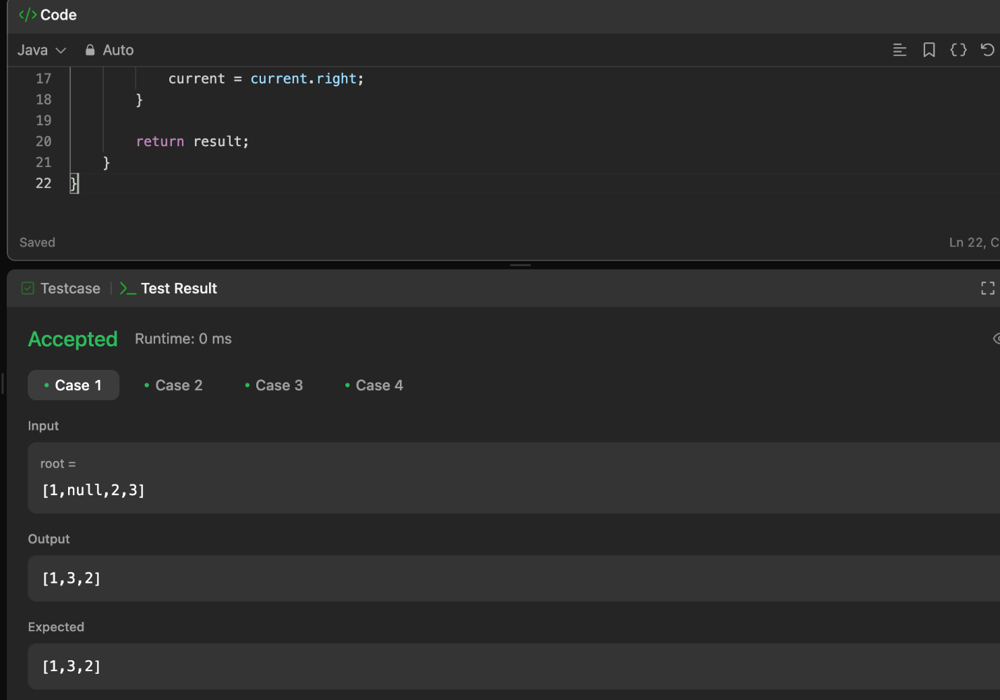 </> Code
Java Auto
17 current = current.right;
18 }
19
20 return result;
21 }
22 }
Saved
Ln 22, C
Testcase | >_ Test Result
Accepted Runtime: 0 ms
• Case 1 • Case 2 • Case 3 • Case 4
Input
root =
[1,null,2,3]
Output
[1,3,2]
Expected
[1,3,2]